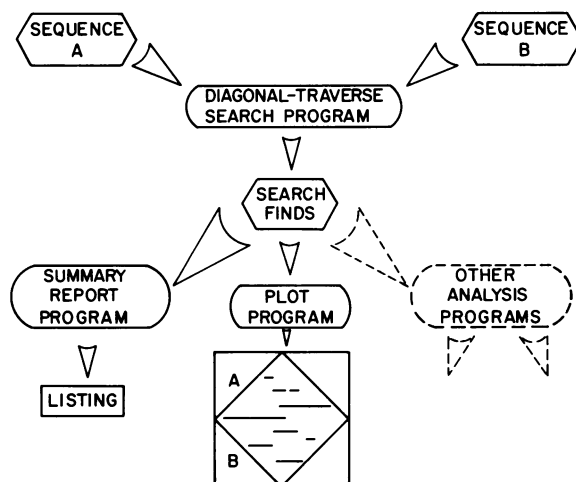 SEQUENCE
A
SEQUENCE
B
DIAGONAL-TRAVERSE
SEARCH PROGRAM
SEARCH
FINDS
SUMMARY
REPORT
PROGRAM
PLOT
PROGRAM
OTHER
ANALYSIS
PROGRAMS
LISTING
A
B